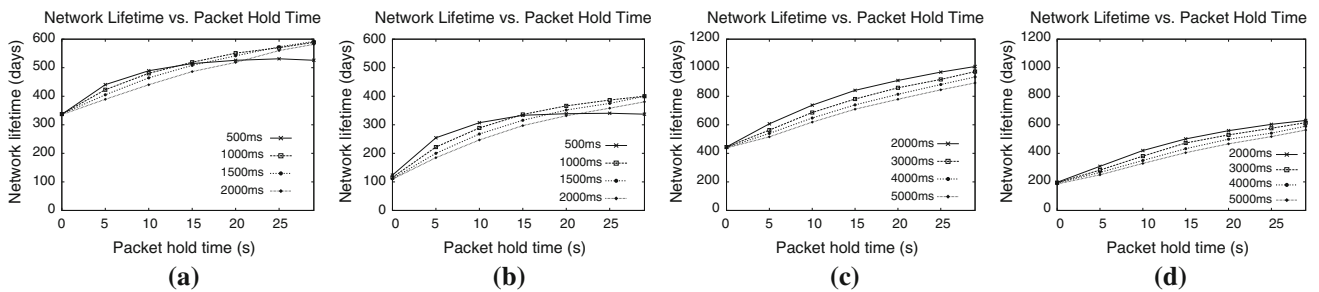 Network Lifetime vs. Packet Hold Time
Network lifetime (days)
600
500
400
300
200
100
0
500ms
1000ms
1500ms
2000ms
0 5 10 15 20 25
Packet hold time (s)
(a)
Network Lifetime vs. Packet Hold Time
Network lifetime (days)
600
500
400
300
200
100
0
500ms
1000ms
1500ms
2000ms
0 5 10 15 20 25
Packet hold time (s)
(b)
Network Lifetime vs. Packet Hold Time
Network lifetime (days)
1200
1000
800
600
400
200
0
2000ms
3000ms
4000ms
5000ms
0 5 10 15 20 25
Packet hold time (s)
(c)
Network Lifetime vs. Packet Hold Time
Network lifetime (days)
1200
1000
800
600
400
200
0
2000ms
3000ms
4000ms
5000ms
0 5 10 15 20 25
Packet hold time (s)
(d)